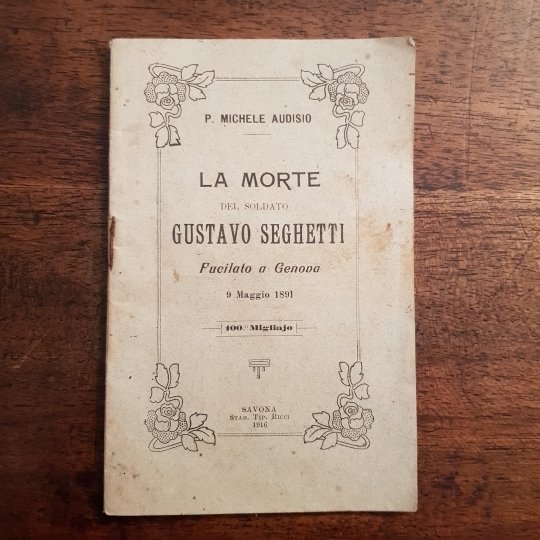 P. MICHELE AUDISIO
LA MORTE
DEL SOLDATO
GUSTAVO SEGHETTI
Fucilato a Genova
9 Maggio 1891
100.° Migliajo
SAVONA
STAB. TIP. RICCI
1916